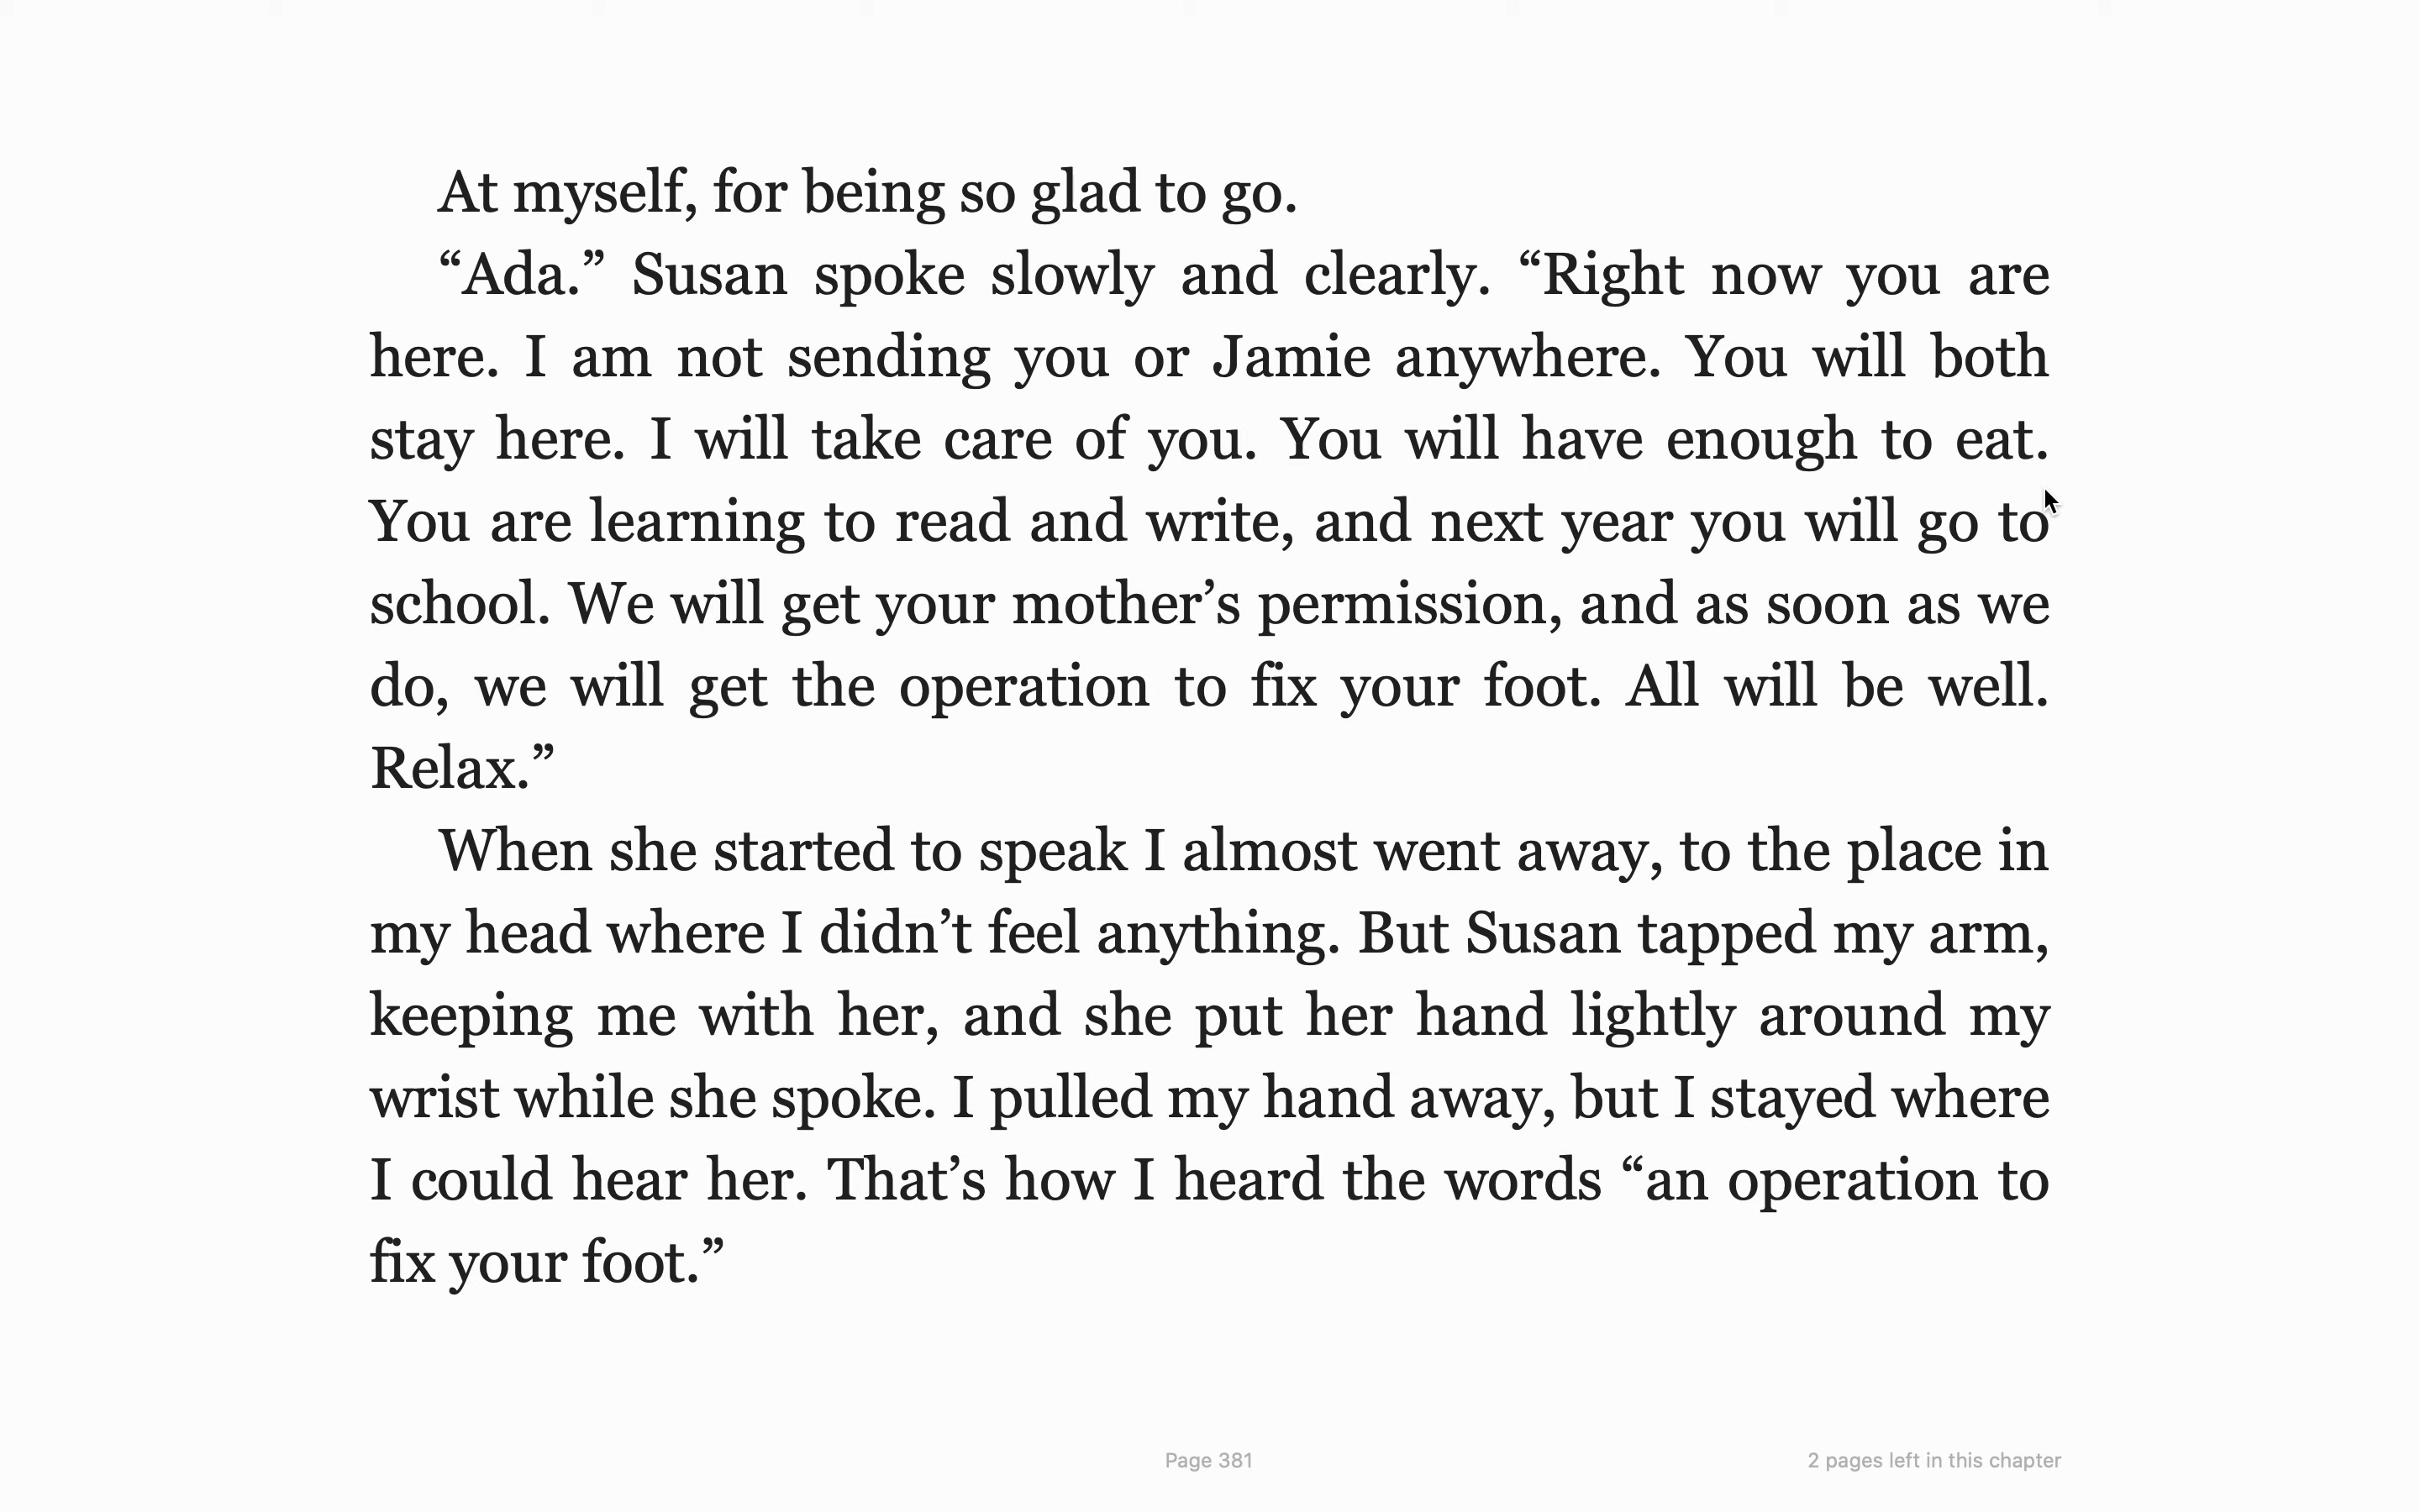 At myself, for being so glad to go.
“Ada.” Susan spoke slowly and clearly. “Right now you are
here. I am not sending you or Jamie anywhere. You will both
stay here. I will take care of you. You will have enough to eat.
You are learning to read and write, and next year you will go to
school. We will get your mother’s permission, and as soon as we
do, we will get the operation to fix your foot. All will be well.
Relax.”
When she started to speak I almost went away, to the place in
my head where I didn’t feel anything. But Susan tapped my arm,
keeping me with her, and she put her hand lightly around my
wrist while she spoke. I pulled my hand away, but I stayed where
I could hear her. That’s how I heard the words “an operation to
fix your foot.”
Page 381
2 pages left in this chapter